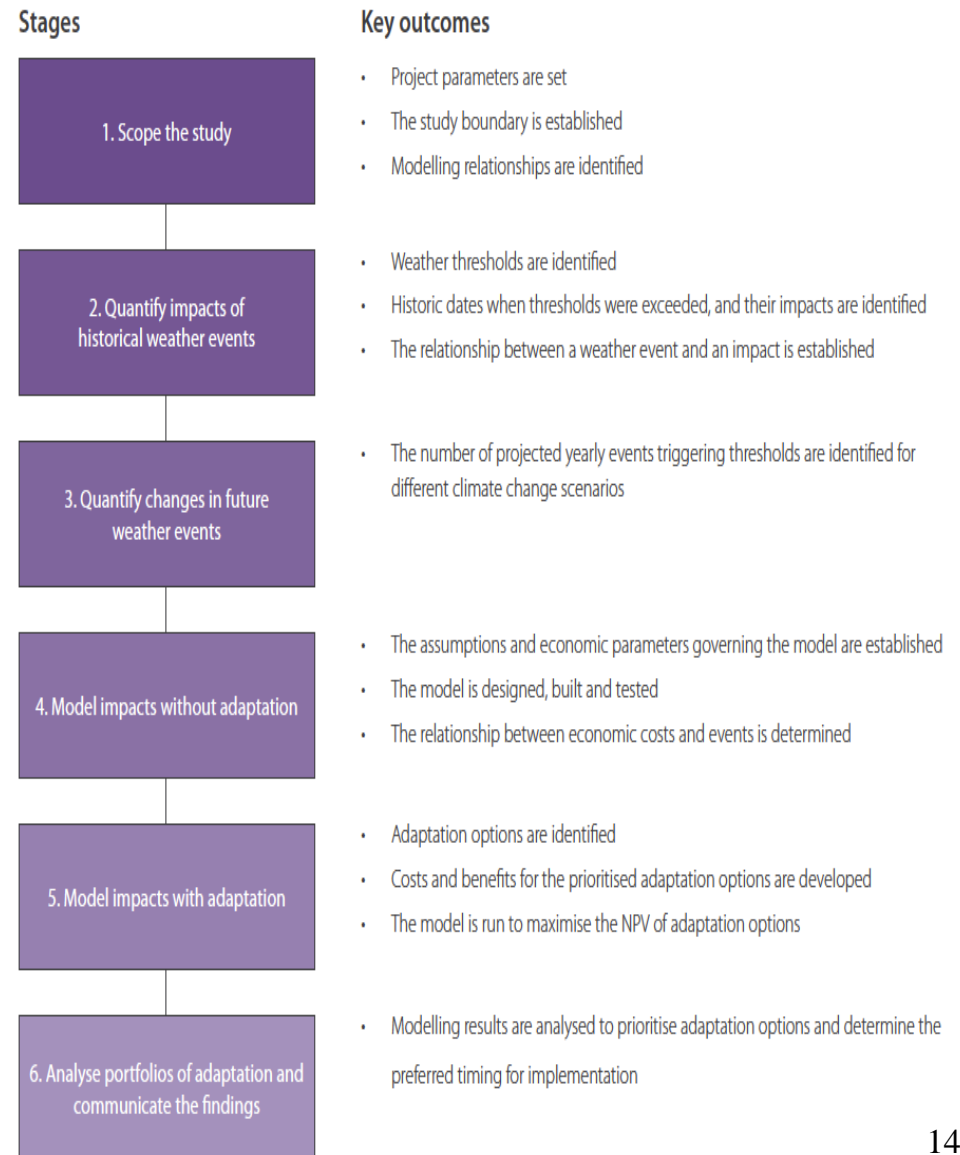 Stages
Key outcomes
1. Scope the study
• Project parameters are set
• The study boundary is established
• Modelling relationships are identified
2. Quantify impacts of
historical weather events
• Weather thresholds are identified
• Historic dates when thresholds were exceeded, and their impacts are identified
• The relationship between a weather event and an impact is established
3. Quantify changes in future
weather events
• The number of projected yearly events triggering thresholds are identified for
different climate change scenarios
4. Model impacts without adaptation
• The assumptions and economic parameters governing the model are established
• The model is designed, built and tested
• The relationship between economic costs and events is determined
5. Model impacts with adaptation
• Adaptation options are identified
• Costs and benefits for the prioritised adaptation options are developed
• The model is run to maximise the NPV of adaptation options
6. Analyse portfolios of adaptation and
communicate the findings
• Modelling results are analysed to prioritise adaptation options and determine the
preferred timing for implementation
14